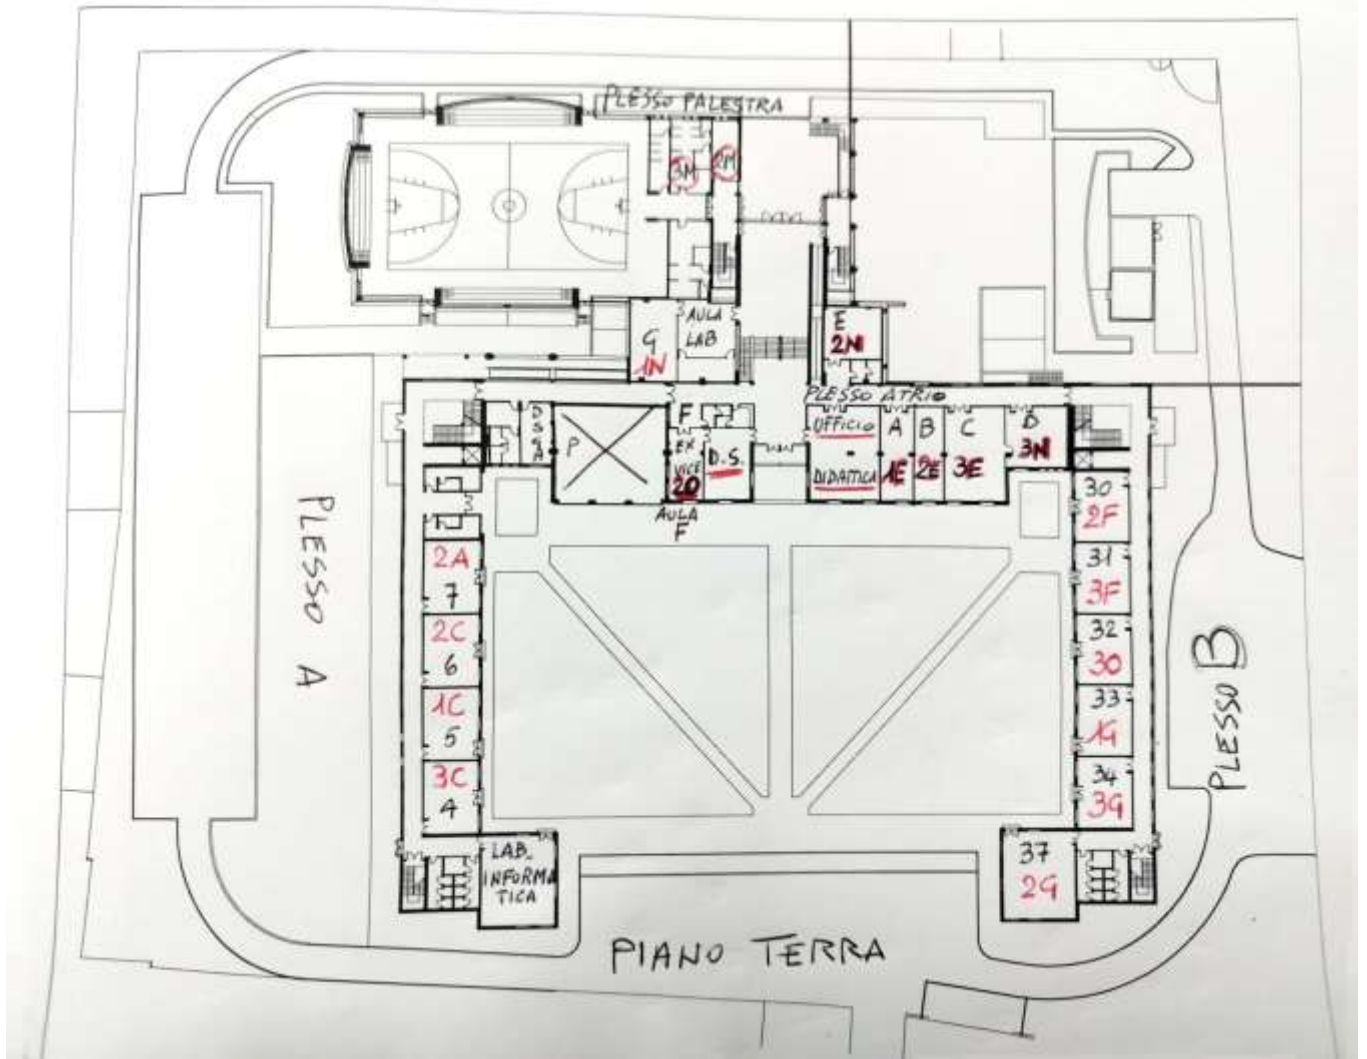 PLESSO PALESTRA
3M
2M
AULA
LAB
G
1N
E
2N
PLESSO ATRIO
DSGA
P
F
EX
VICE
2O
D.S.
AULA
F
UFFICIO
DIDATTICA
A
1E
B
2E
C
3E
D
3N
PLESSO A
2A
7
2C
6
1C
5
3C
4
LAB.
INFORMA
TICA
30
2F
31
3F
32
3O
33
1G
34
3G
37
2G
PLESSO B
PIANO TERRA